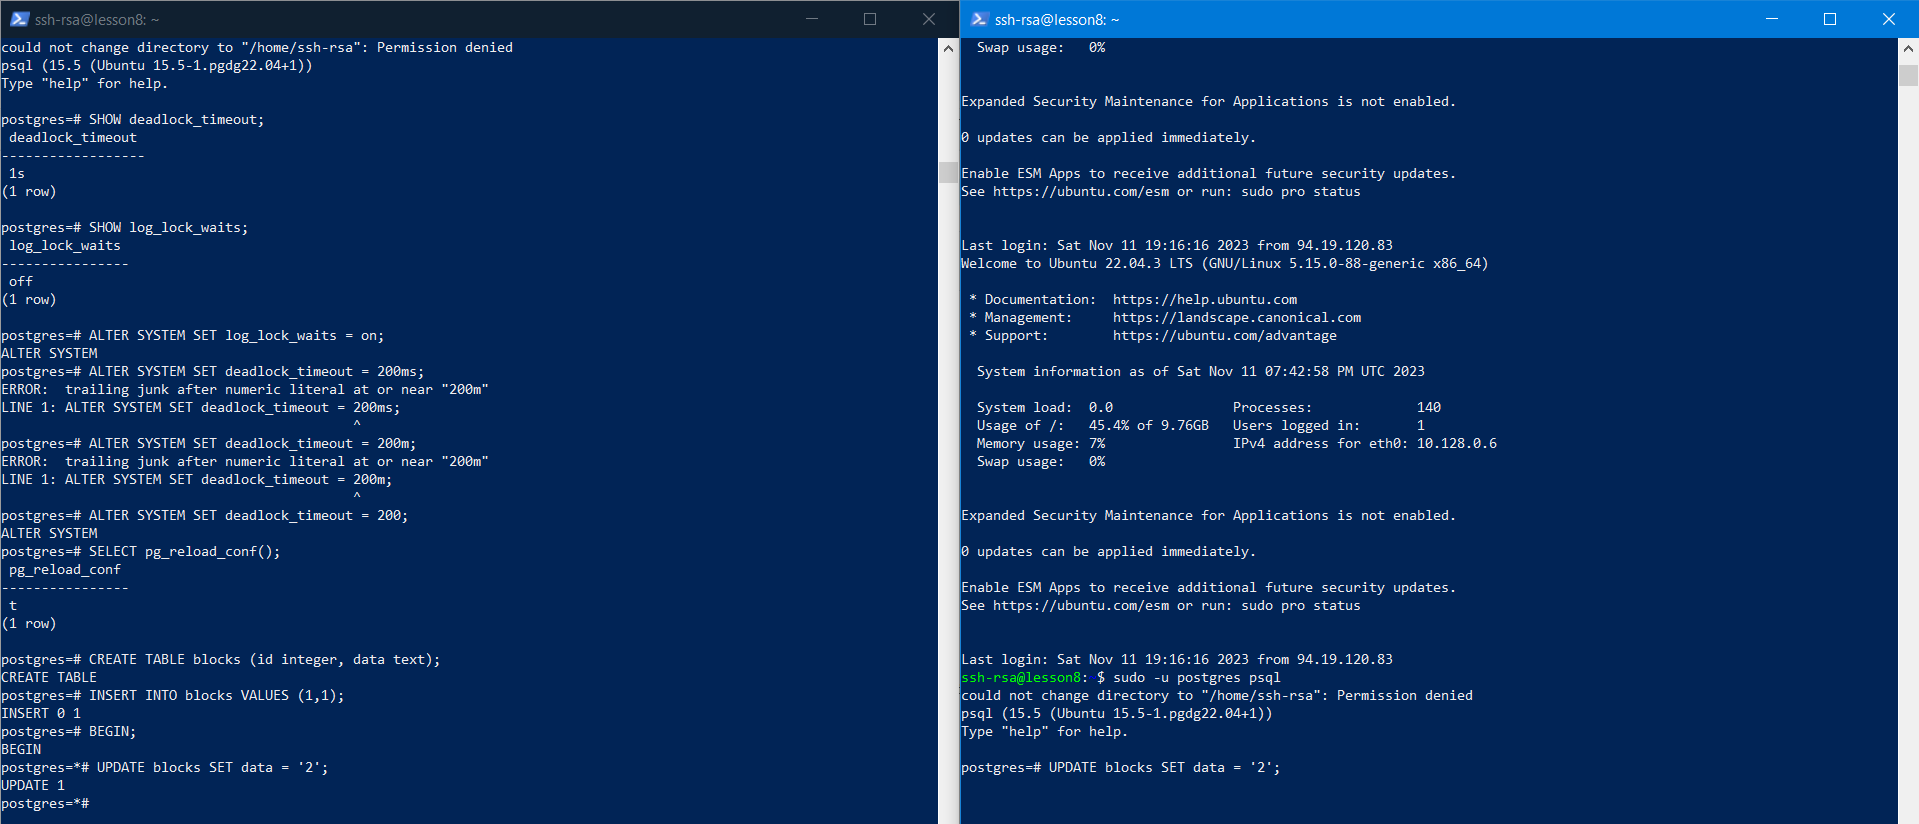 ssh-rsa@lesson8: ~
could not change directory to "/home/ssh-rsa": Permission denied
psql (15.5 (Ubuntu 15.5-1.pgdg22.04+1))
Type "help" for help.
postgres=# SHOW deadlock_timeout;
 deadlock_timeout
------------------
 1s
(1 row)
postgres=# SHOW log_lock_waits;
 log_lock_waits
----------------
 off
(1 row)
postgres=# ALTER SYSTEM SET log_lock_waits = on;
ALTER SYSTEM
postgres=# ALTER SYSTEM SET deadlock_timeout = 200ms;
ERROR:  trailing junk after numeric literal at or near "200m"
LINE 1: ALTER SYSTEM SET deadlock_timeout = 200ms;
                                            ^
postgres=# ALTER SYSTEM SET deadlock_timeout = 200m;
ERROR:  trailing junk after numeric literal at or near "200m"
LINE 1: ALTER SYSTEM SET deadlock_timeout = 200m;
                                            ^
postgres=# ALTER SYSTEM SET deadlock_timeout = 200;
ALTER SYSTEM
postgres=# SELECT pg_reload_conf();
 pg_reload_conf
----------------
 t
(1 row)
postgres=# CREATE TABLE blocks (id integer, data text);
CREATE TABLE
postgres=# INSERT INTO blocks VALUES (1,1);
INSERT 0 1
postgres=# BEGIN;
BEGIN
postgres=*# UPDATE blocks SET data = '2';
UPDATE 1
postgres=*#
ssh-rsa@lesson8: ~
  Swap usage:   0%
Expanded Security Maintenance for Applications is not enabled.
0 updates can be applied immediately.
Enable ESM Apps to receive additional future security updates.
See https://ubuntu.com/esm or run: sudo pro status
Last login: Sat Nov 11 19:16:16 2023 from 94.19.120.83
Welcome to Ubuntu 22.04.3 LTS (GNU/Linux 5.15.0-88-generic x86_64)
 * Documentation:  https://help.ubuntu.com
 * Management:     https://landscape.canonical.com
 * Support:        https://ubuntu.com/advantage
  System information as of Sat Nov 11 07:42:58 PM UTC 2023
  System load:  0.0               Processes:             140
  Usage of /:   45.4% of 9.76GB   Users logged in:       1
  Memory usage: 7%                IPv4 address for eth0: 10.128.0.6
  Swap usage:   0%
Expanded Security Maintenance for Applications is not enabled.
0 updates can be applied immediately.
Enable ESM Apps to receive additional future security updates.
See https://ubuntu.com/esm or run: sudo pro status
Last login: Sat Nov 11 19:16:16 2023 from 94.19.120.83
ssh-rsa@lesson8: $ sudo -u postgres psql
could not change directory to "/home/ssh-rsa": Permission denied
psql (15.5 (Ubuntu 15.5-1.pgdg22.04+1))
Type "help" for help.
postgres=# UPDATE blocks SET data = '2';